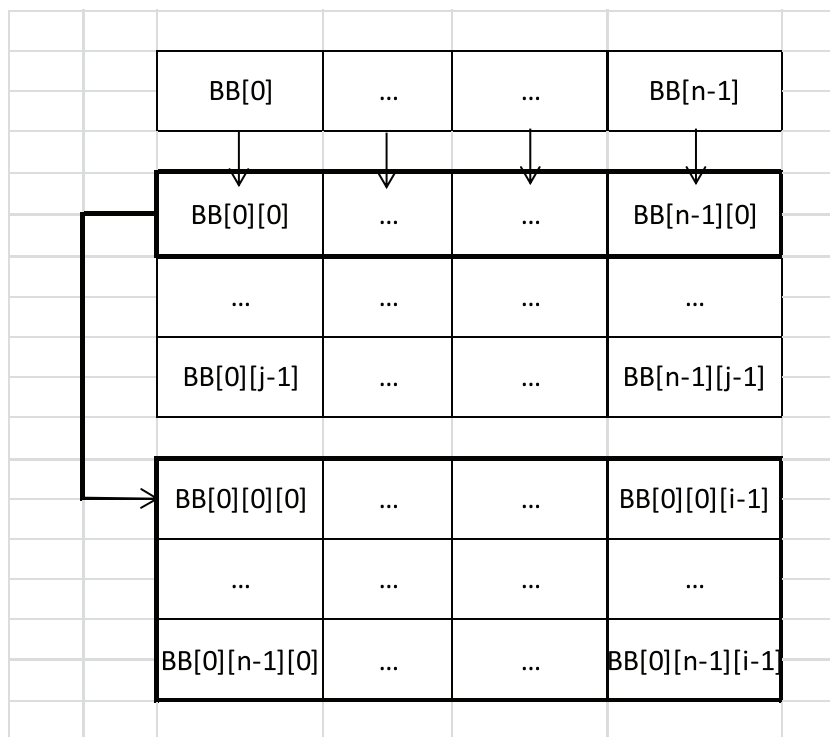 BB[0] ... ... BB[n-1]
BB[0][0] ... ... BB[n-1][0]
... ... ... ...
BB[0][j-1] ... ... BB[n-1][j-1]
BB[0][0][0] ... ... BB[0][0][i-1]
... ... ... ...
BB[0][n-1][0] ... ... BB[0][n-1][i-1]